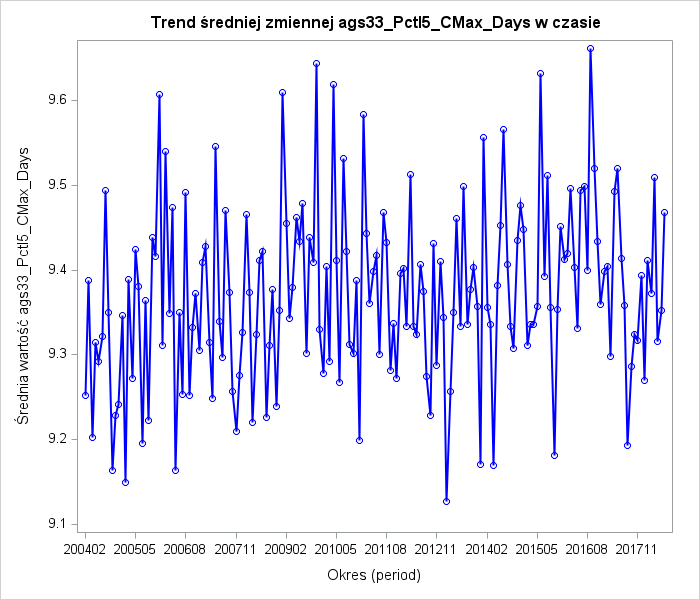 Trend średniej zmiennej ags33_Pctl5_CMax_Days w czasie
Średnia wartość ags33_Pctl5_CMax_Days
9.6
9.5
9.4
9.3
9.2
9.1
200402 200505 200608 200711 200902 201005 201108 201211 201402 201505 201608 201711
Okres (period)